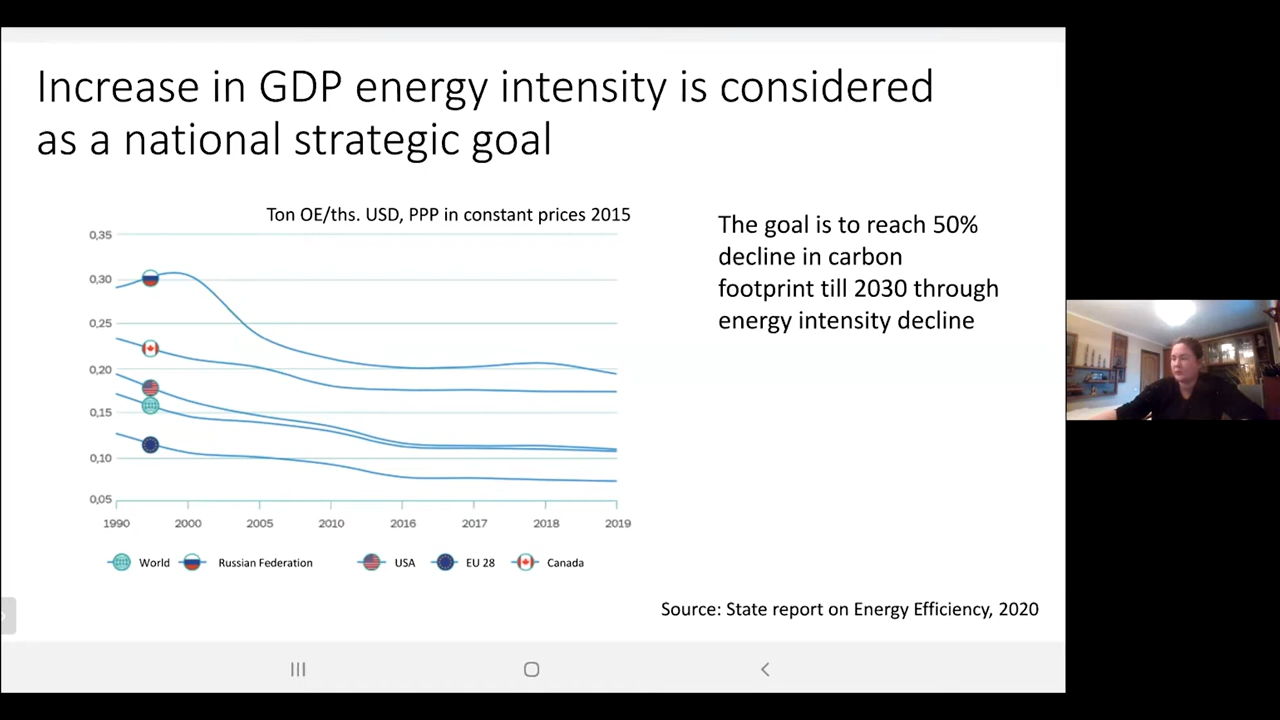 Increase in GDP energy intensity is considered
as a national strategic goal
Ton OE/ths. USD, PPP in constant prices 2015
0,35
0,30
0,25
0,20
0,15
0,10
0,05
1990 2000 2005 2010 2016 2017 2018 2019
World Russian Federation USA EU 28 Canada
The goal is to reach 50%
decline in carbon
footprint till 2030 through
energy intensity decline
Source: State report on Energy Efficiency, 2020